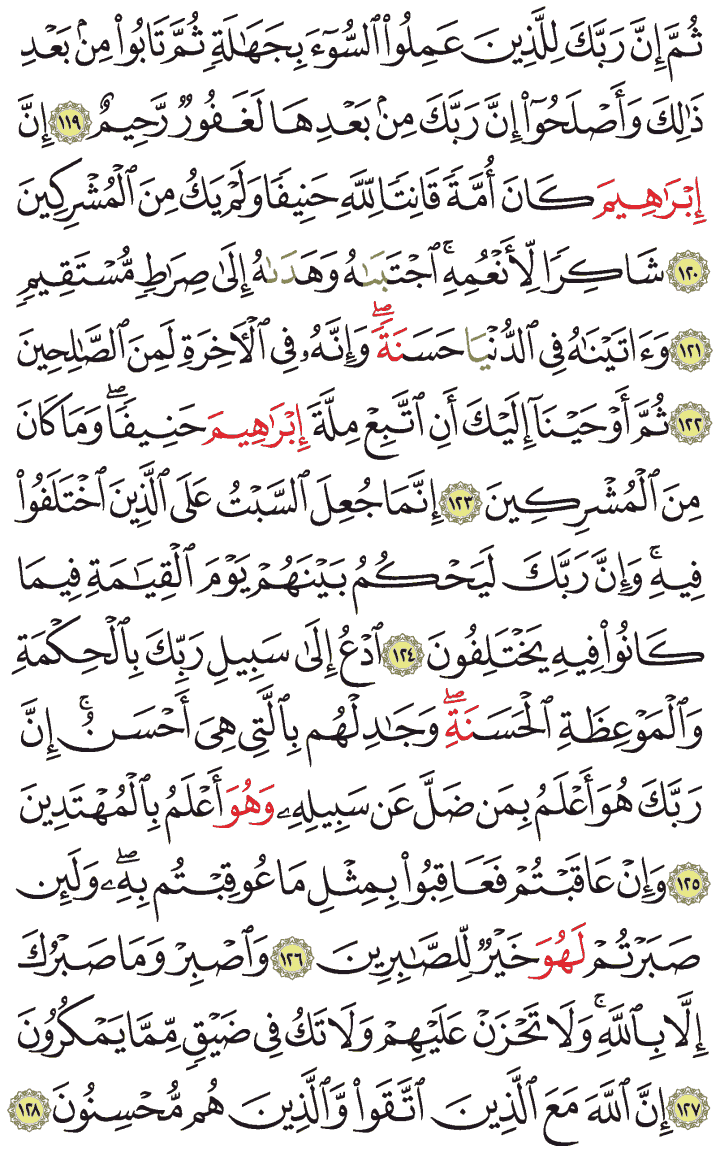 ثُمَّ إِنَّ رَبَّكَ لِلَّذِينَ عَمِلُوا۟ ٱلسُّوٓءَ بِجَهَٰلَةٍ ثُمَّ تَابُوا۟ مِنۢ بَعْدِ
ذَٰلِكَ وَأَصْلَحُوٓا۟ إِنَّ رَبَّكَ مِنۢ بَعْدِهَا لَغَفُورٌ رَّحِيمٌ ١١٩ إِنَّ
إِبْرَٰهِيمَ كَانَ أُمَّةً قَانِتًا لِّلَّهِ حَنِيفًا وَلَمْ يَكُ مِنَ ٱلْمُشْرِكِينَ
١٢٠ شَاكِرًا لِّأَنْعُمِهِ ۚ ٱجْتَبَىٰهُ وَهَدَىٰهُ إِلَىٰ صِرَٰطٍ مُّسْتَقِيمٍ
١٢١ وَءَاتَيْنَٰهُ فِى ٱلدُّنْيَا حَسَنَةً ۖ وَإِنَّهُۥ فِى ٱلْءَاخِرَةِ لَمِنَ ٱلصَّٰلِحِينَ
١٢٢ ثُمَّ أَوْحَيْنَآ إِلَيْكَ أَنِ ٱتَّبِعْ مِلَّةَ إِبْرَٰهِيمَ حَنِيفًا ۖ وَمَا كَانَ
مِنَ ٱلْمُشْرِكِينَ ١٢٣ إِنَّمَا جُعِلَ ٱلسَّبْتُ عَلَى ٱلَّذِينَ ٱخْتَلَفُوا۟
فِيهِ ۚ وَإِنَّ رَبَّكَ لَيَحْكُمُ بَيْنَهُمْ يَوْمَ ٱلْقِيَٰمَةِ فِيمَا
كَانُوا۟ فِيهِ يَخْتَلِفُونَ ١٢٤ ٱدْعُ إِلَىٰ سَبِيلِ رَبِّكَ بِٱلْحِكْمَةِ
وَٱلْمَوْعِظَةِ ٱلْحَسَنَةِ ۖ وَجَٰدِلْهُم بِٱلَّتِى هِىَ أَحْسَنُ ۚ إِنَّ
رَبَّكَ هُوَ أَعْلَمُ بِمَن ضَلَّ عَن سَبِيلِهِۦ وَهُوَ أَعْلَمُ بِٱلْمُهْتَدِينَ
١٢٥ وَإِنْ عَاقَبْتُمْ فَعَاقِبُوا۟ بِمِثْلِ مَا عُوقِبْتُم بِهِۦ ۖ وَلَئِن
صَبَرْتُمْ لَهُوَ خَيْرٌ لِّلصَّٰبِرِينَ ١٢٦ وَٱصْبِرْ وَمَا صَبْرُكَ
إِلَّا بِٱللَّهِ ۚ وَلَا تَحْزَنْ عَلَيْهِمْ وَلَا تَكُ فِى ضَيْقٍ مِّمَّا يَمْكُرُونَ
١٢٧ إِنَّ ٱللَّهَ مَعَ ٱلَّذِينَ ٱتَّقَوا۟ وَّٱلَّذِينَ هُم مُّحْسِنُونَ ١٢٨